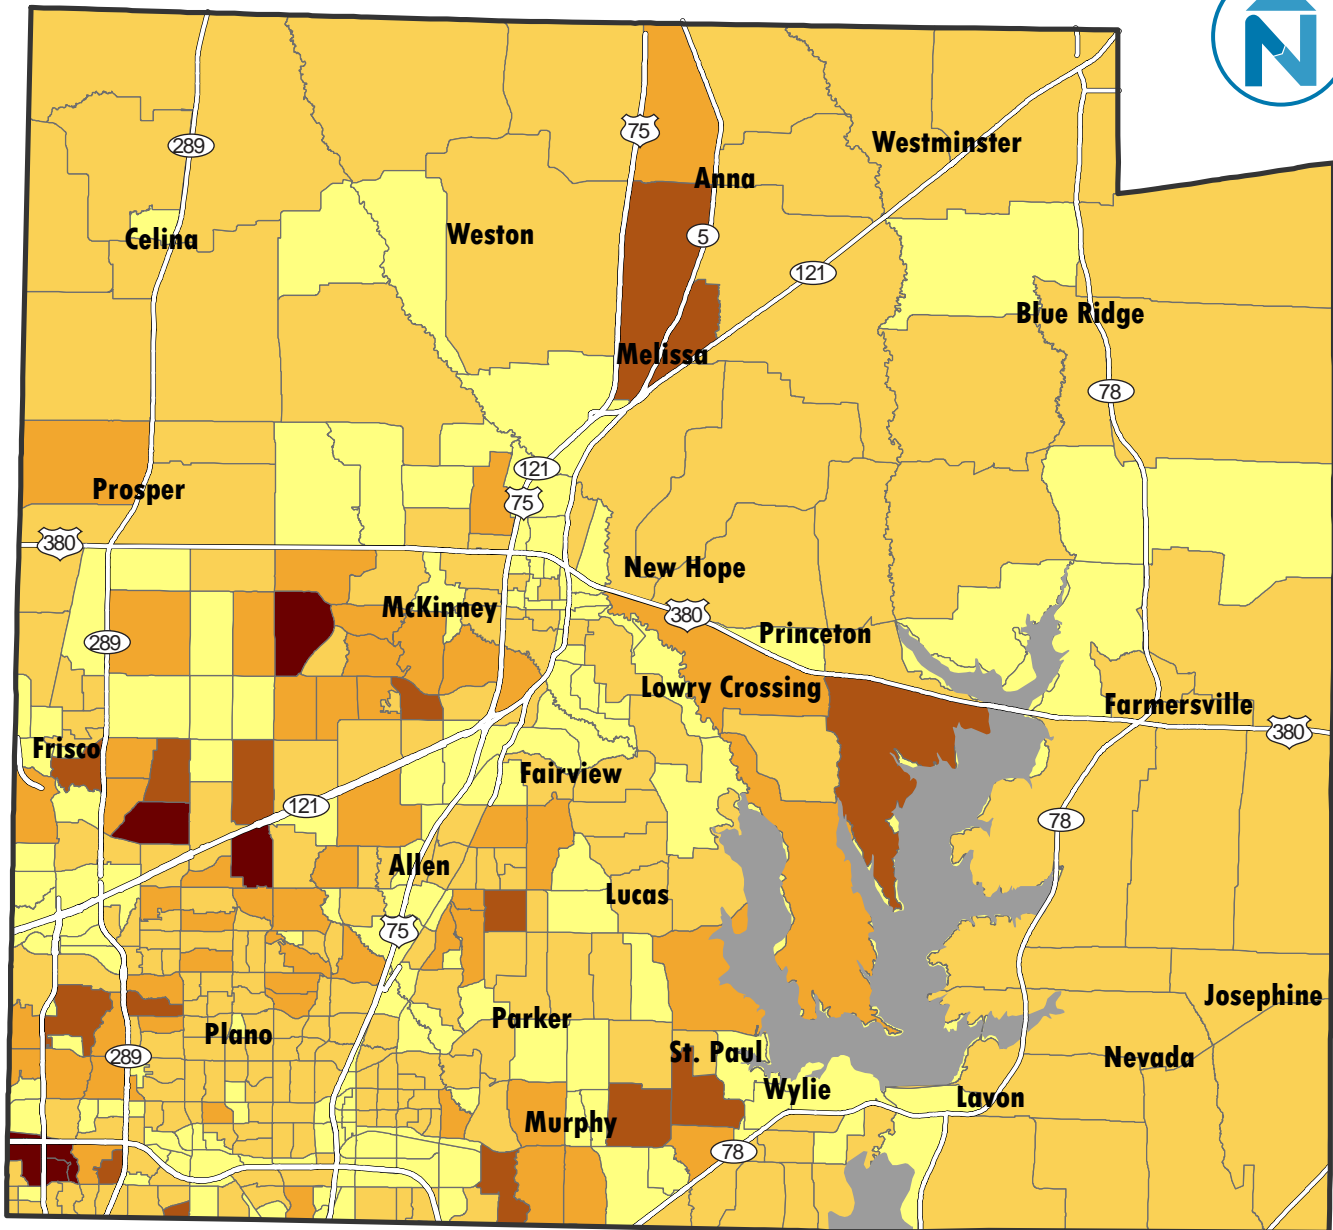 N
75
289
Westminster
Anna
Celina
Weston
5
121
Blue Ridge
Melissa
78
121
Prosper
75
380
New Hope
McKinney
380
289
Princeton
Lowry Crossing
Farmersville
380
Frisco
Fairview
121
78
Allen
Lucas
75
Josephine
Parker
Plano
289
St. Paul
Nevada
Wylie
Lavon
Murphy
78